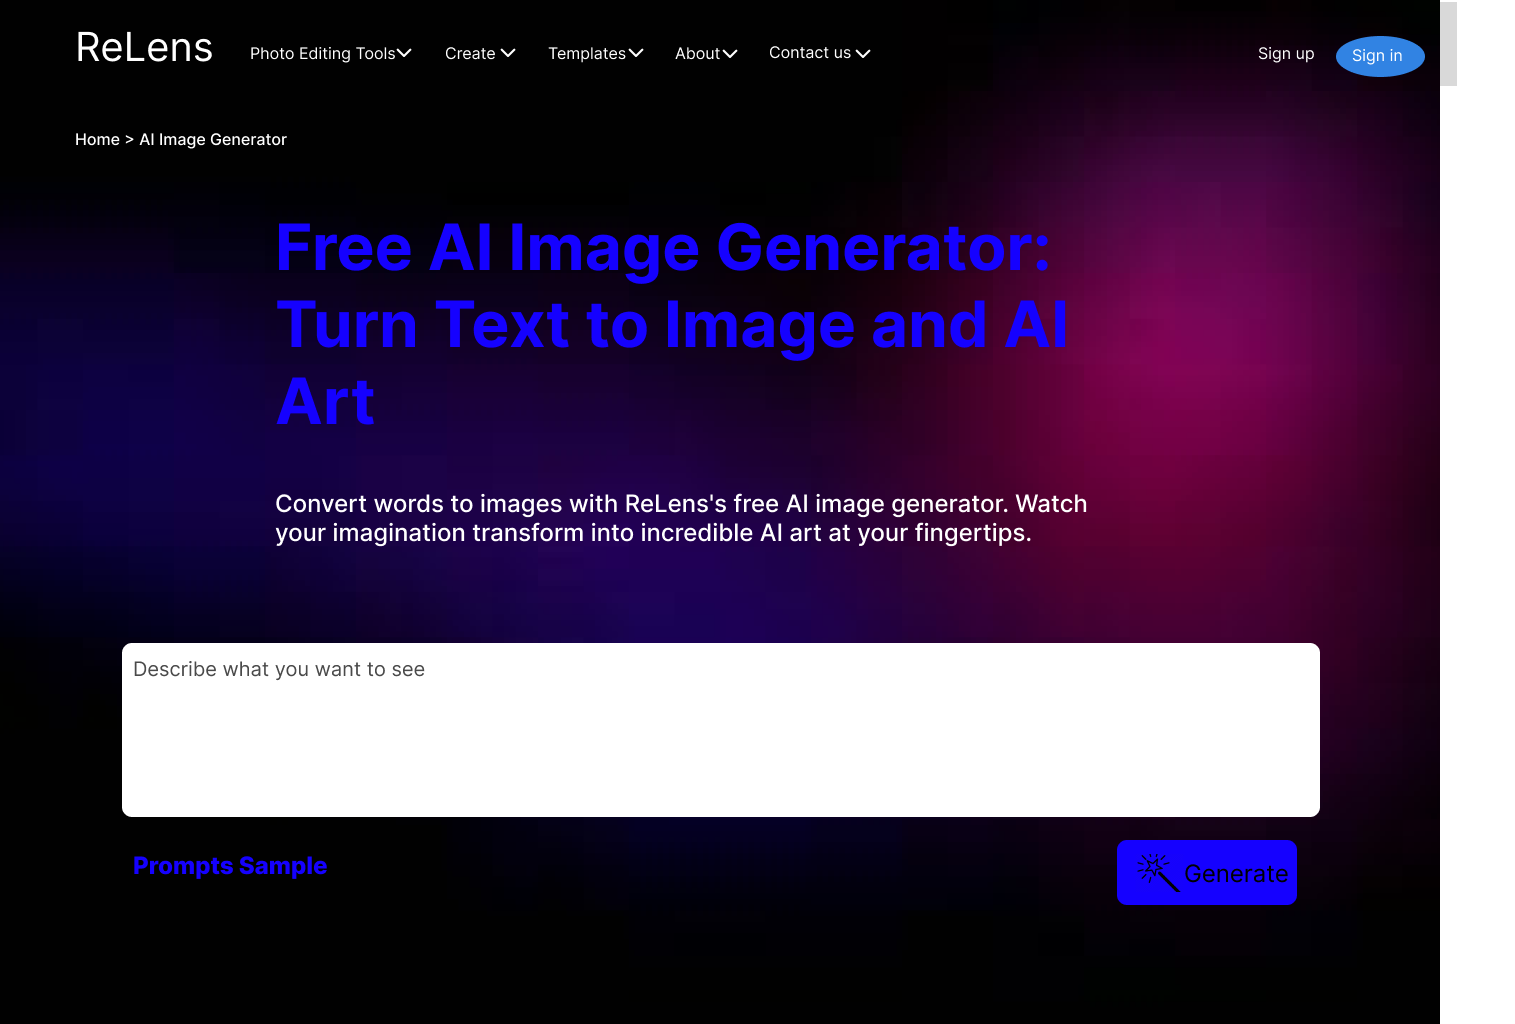 ReLens
Photo Editing Tools
Create
Templates
About
Contact us
Sign up
Sign in
Home > AI Image Generator
Free AI Image Generator:
Turn Text to Image and AI
Art
Convert words to images with ReLens's free AI image generator. Watch
your imagination transform into incredible AI art at your fingertips.
Describe what you want to see
Prompts Sample
Generate